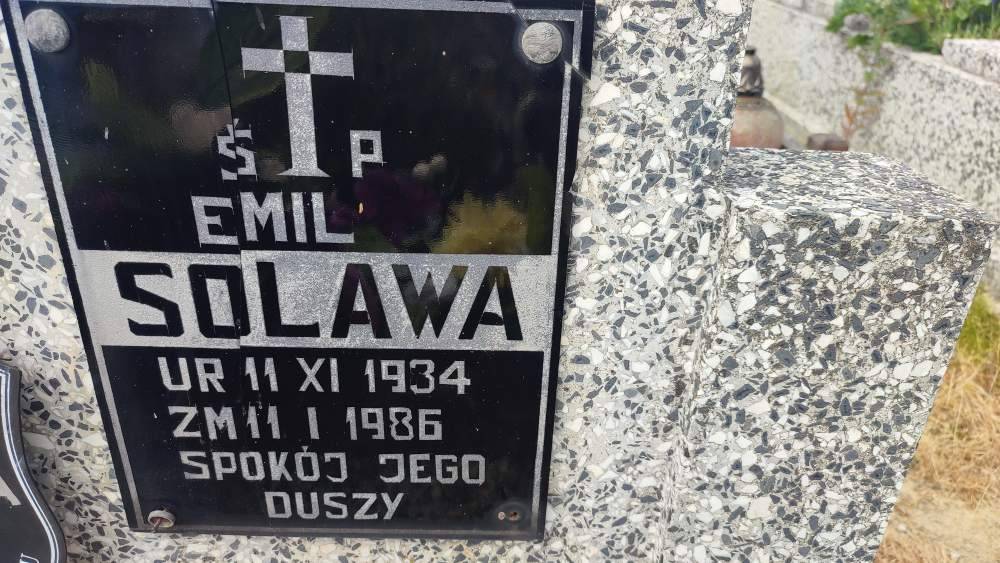 Ś P
EMIL
SOLAWA
UR 11 XI 1934
ZM 11 I 1986
SPOKÓJ JEGO
DUSZY